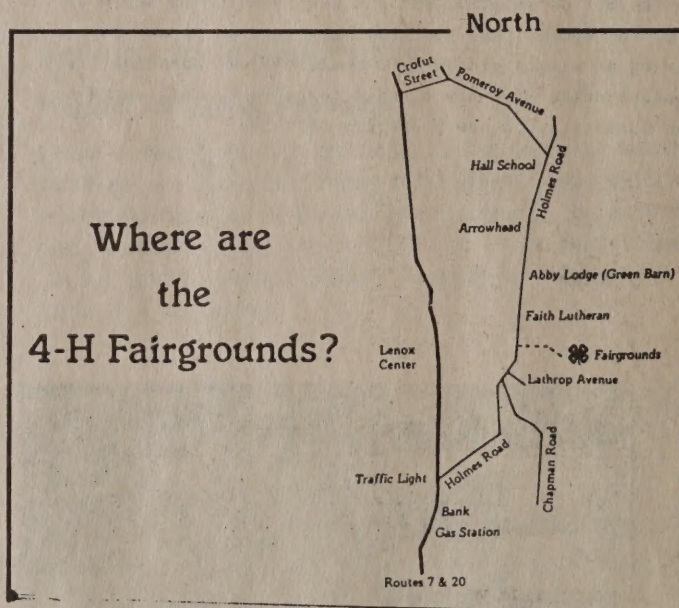 North
Crofut
Street
Pomeroy Avenue
Hall School
Holmes Road
Arrowhead
Where are
the
4-H Fairgrounds?
Abby Lodge (Green Barn)
Faith Lutheran
Lenox
Center
Fairgrounds
Lathrop Avenue
Holmes Road
Chapman Road
Traffic Light
Bank
Gas Station
Routes 7 & 20